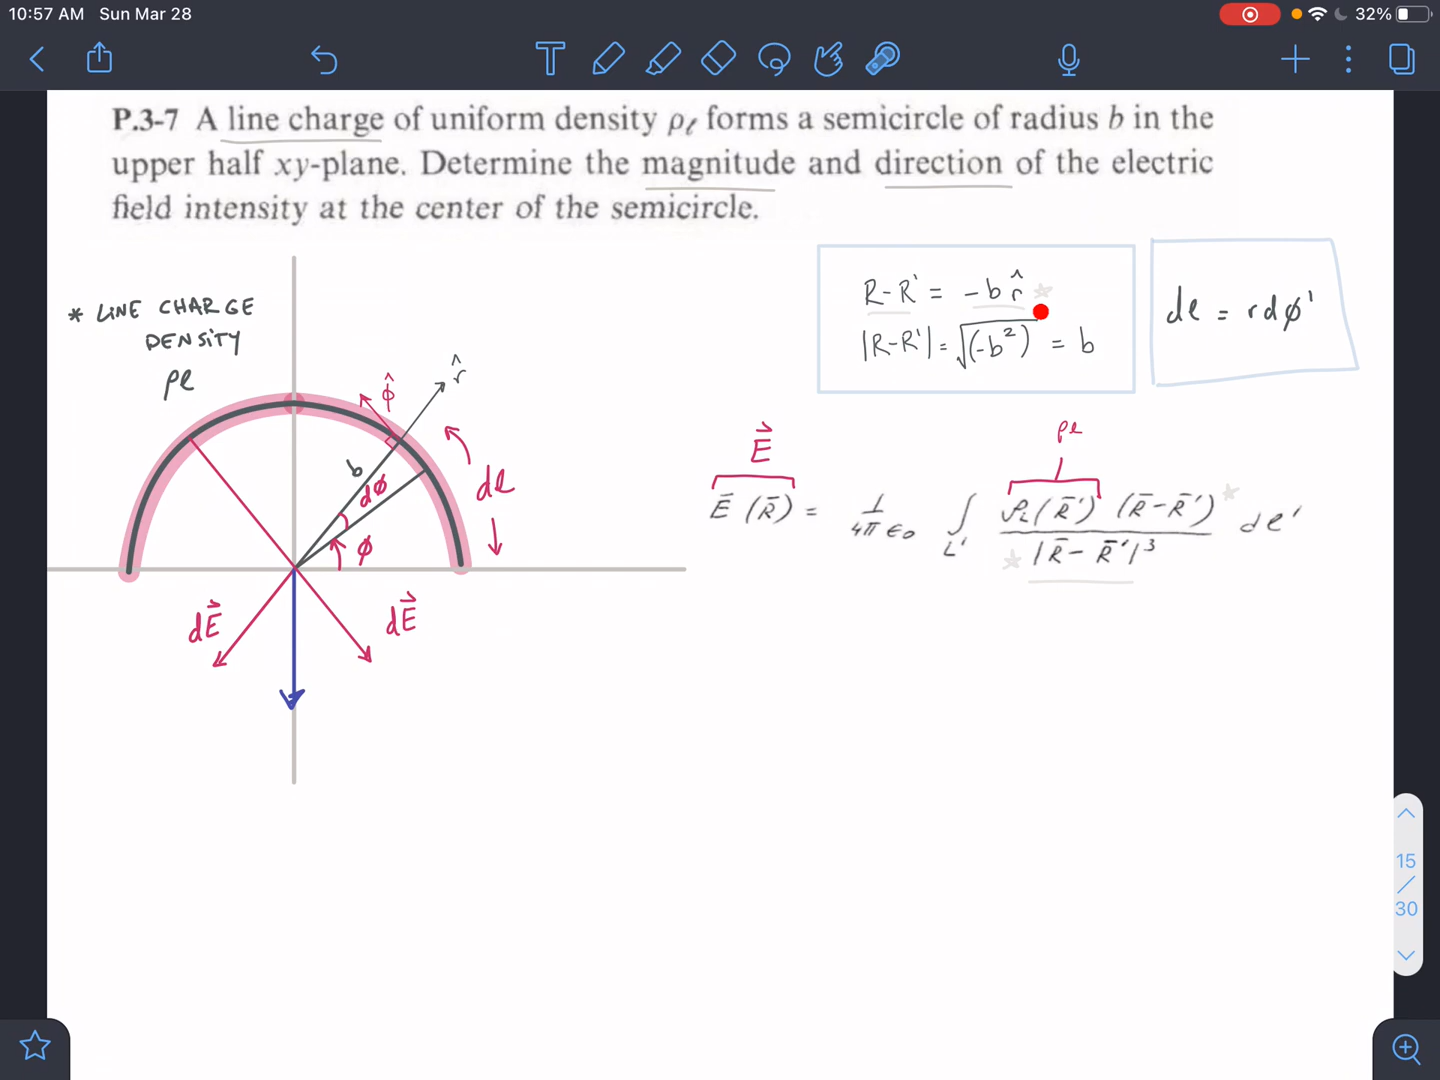 10:57 AM Sun Mar 28
32%
T
P.3-7 A line charge of uniform density ρℓ forms a semicircle of radius b in the
upper half xy-plane. Determine the magnitude and direction of the electric
field intensity at the center of the semicircle.
* LINE CHARGE
DENSITY
ρℓ
R-R' = -b r̂
|R-R'| = √(-b²) = b
dℓ = r dφ'
φ̂
r̂
b
dφ
φ
dℓ
dE⃗
dE⃗
E⃗
ρℓ
Ē (R̄) = 1/4πε₀ ∫L' ρL(R̄') (R̄-R̄') / |R̄-R̄'|³ dℓ'
15
/
30